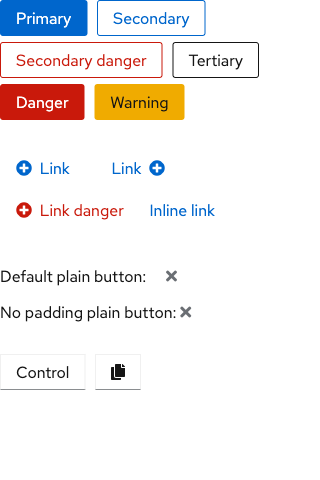 Primary Secondary
Secondary danger Tertiary
Danger Warning
Link Link
Link danger Inline link
Default plain button:
No padding plain button:
Control